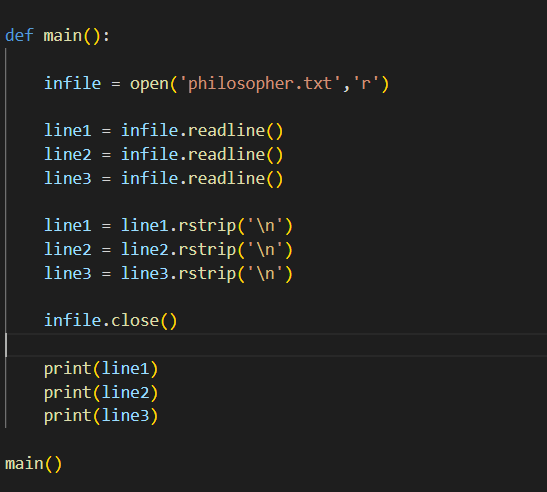 def main():
    infile = open('philosopher.txt','r')
    line1 = infile.readline()
    line2 = infile.readline()
    line3 = infile.readline()
    line1 = line1.rstrip('\n')
    line2 = line2.rstrip('\n')
    line3 = line3.rstrip('\n')
    infile.close()
    print(line1)
    print(line2)
    print(line3)
main()